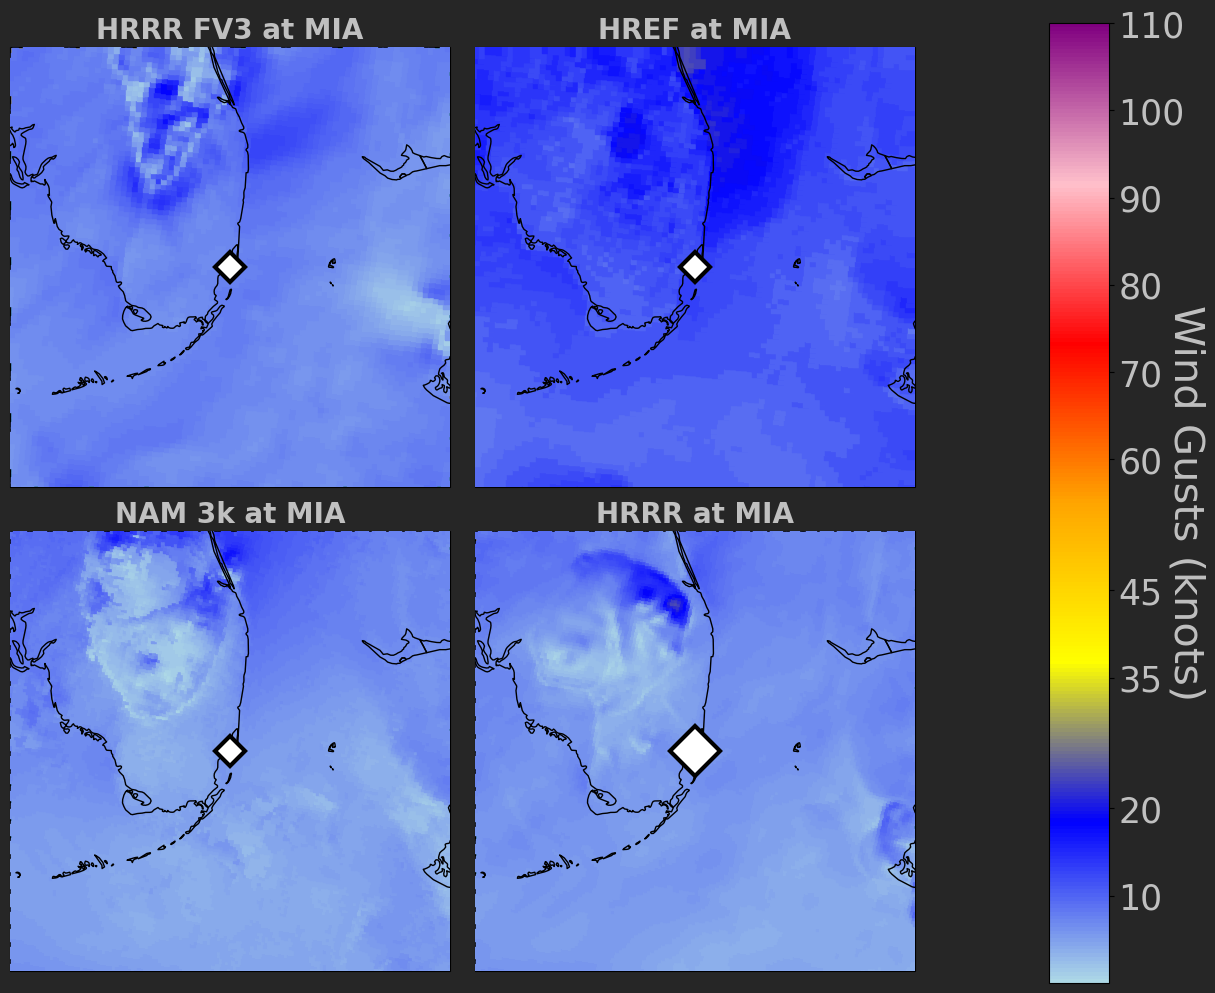 HRRR FV3 at MIA
HREF at MIA
NAM 3k at MIA
HRRR at MIA
110
100
90
80
70
60
45
35
20
10
Wind Gusts (knots)